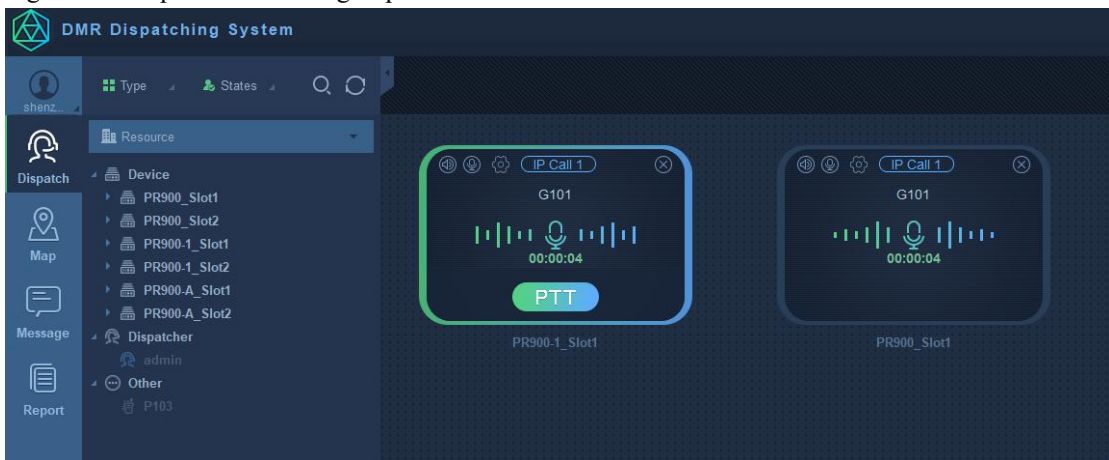 DMR Dispatching System
shenz...
Type
States
Resource
Dispatch
Map
Message
Report
Device
PR900_Slot1
PR900_Slot2
PR900-1_Slot1
PR900-1_Slot2
PR900-A_Slot1
PR900-A_Slot2
Dispatcher
admin
Other
P103
IP Call 1
G101
00:00:04
PTT
PR900-1_Slot1
IP Call 1
G101
00:00:04
PR900_Slot1